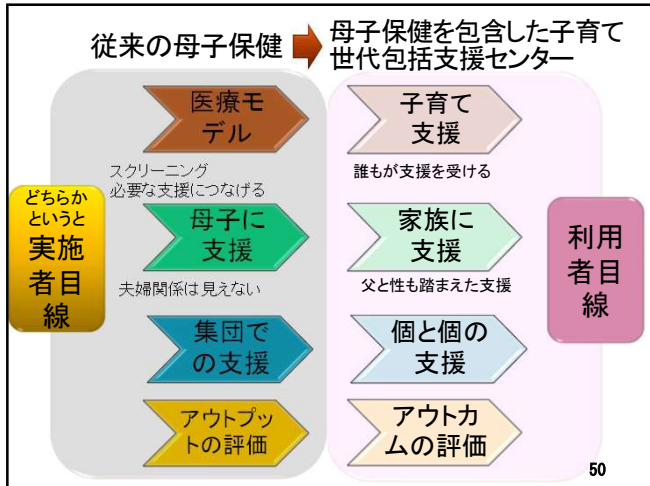 従来の母子保健
母子保健を包含した子育て
世代包括支援センター
どちらか
というと
実施
者目
線
医療モ
デル
スクリーニング
必要な支援につなげる
母子に
支援
夫婦関係は見えない
集団で
の支援
アウトプッ
トの評価
子育て
支援
誰もが支援を受ける
家族に
支援
父と性も踏まえた支援
個と個の
支援
アウトカ
ムの評価
利用
者目
線
50